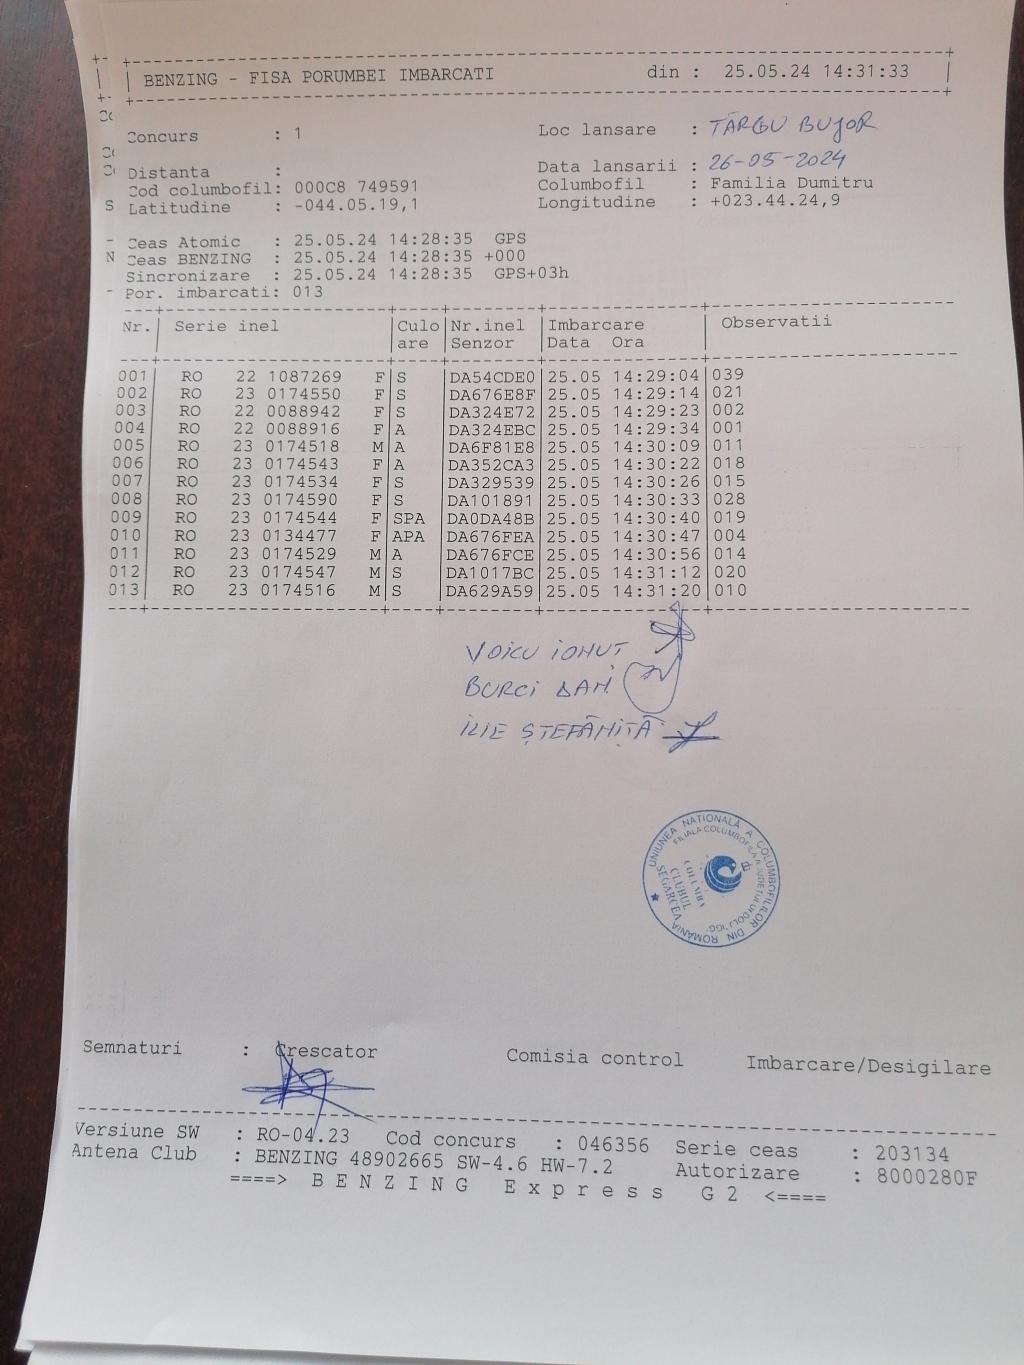 BENZING - FISA PORUMBEI IMBARCATI din : 25.05.24 14:31:33
Concurs : 1 Loc lansare : TÂRGU BUJOR
Distanta : Data lansarii : 26-05-2024
Cod columbofil: 000C8 749591 Columbofil : Familia Dumitru
Latitudine : -044.05.19,1 Longitudine : +023.44.24,9
Ceas Atomic : 25.05.24 14:28:35 GPS
Ceas BENZING : 25.05.24 14:28:35 +000
Sincronizare : 25.05.24 14:28:35 GPS+03h
Por. imbarcati: 013
Nr. Serie inel Culo Nr.inel Imbarcare Observatii
are Senzor Data Ora
001 RO 22 1087269 F S DA54CDE0 25.05 14:29:04 039
002 RO 23 0174550 F S DA676E8F 25.05 14:29:14 021
003 RO 22 0088942 F S DA324E72 25.05 14:29:23 002
004 RO 22 0088916 F A DA324EBC 25.05 14:29:34 001
005 RO 23 0174518 M A DA6F81E8 25.05 14:30:09 011
006 RO 23 0174543 F A DA352CA3 25.05 14:30:22 018
007 RO 23 0174534 F S DA329539 25.05 14:30:26 015
008 RO 23 0174590 F S DA101891 25.05 14:30:33 028
009 RO 23 0174544 F SPA DA0DA48B 25.05 14:30:40 019
010 RO 23 0134477 F APA DA676FEA 25.05 14:30:47 004
011 RO 23 0174529 M A DA676FCE 25.05 14:30:56 014
012 RO 23 0174547 M S DA1017BC 25.05 14:31:12 020
013 RO 23 0174516 M S DA629A59 25.05 14:31:20 010
VOICU IONUT
BURCI DAN
ILIE ȘTEFĂNIȚĂ
UNIUNEA NATIONALĂ A COLUMBOFILILOR DIN ROMÂNIA
FILIALA COLUMBOFILA A JUDETULUI DOLJ
COLUMBA
CLUBUL
SEGARCEA
Semnaturi : Crescator Comisia control Imbarcare/Desigilare
Versiune SW : RO-04.23 Cod concurs : 046356 Serie ceas : 203134
Antena Club : BENZING 48902665 SW-4.6 HW-7.2 Autorizare : 8000280F
====> B E N Z I N G E x p r e s s G 2 <====